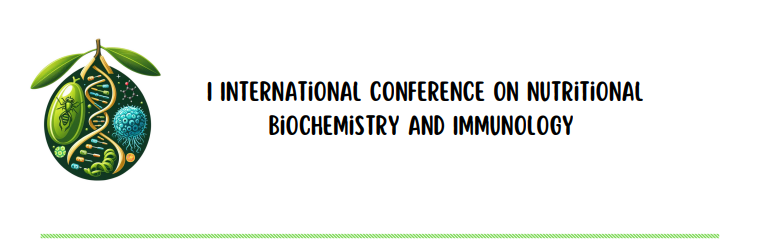 I INTERNATiONAL CONFERENCE ON NUTRiTiONAL
BiOCHEMiSTRY AND IMMUNOLOGY